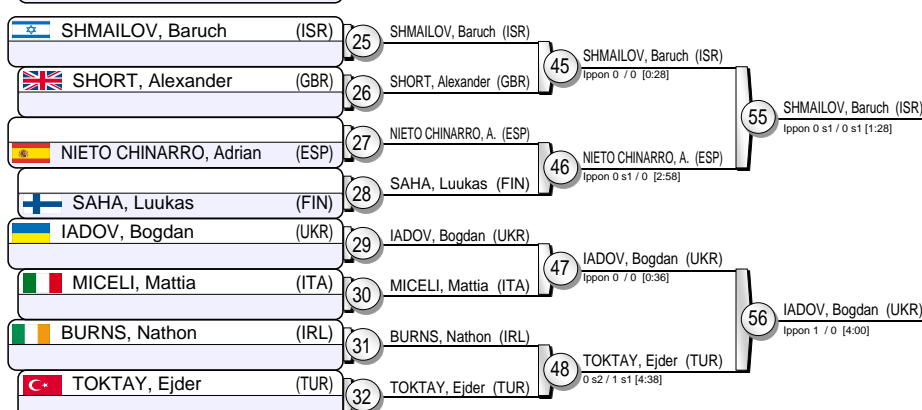 SHMAILOV, Baruch (ISR)
25
SHMAILOV, Baruch (ISR)
45
SHMAILOV, Baruch (ISR)
Ippon 0 / 0 [0:28]
SHORT, Alexander (GBR)
26
SHORT, Alexander (GBR)
55
SHMAILOV, Baruch (ISR)
Ippon 0 s1 / 0 s1 [1:28]
NIETO CHINARRO, Adrian (ESP)
27
NIETO CHINARRO, A. (ESP)
46
NIETO CHINARRO, A. (ESP)
Ippon 0 s1 / 0 [2:58]
SAHA, Luukas (FIN)
28
SAHA, Luukas (FIN)
IADOV, Bogdan (UKR)
29
IADOV, Bogdan (UKR)
47
IADOV, Bogdan (UKR)
Ippon 0 / 0 [0:36]
MICELI, Mattia (ITA)
30
MICELI, Mattia (ITA)
56
IADOV, Bogdan (UKR)
Ippon 1 / 0 [4:00]
BURNS, Nathon (IRL)
31
BURNS, Nathon (IRL)
48
TOKTAY, Ejder (TUR)
0 s2 / 1 s1 [4:38]
TOKTAY, Ejder (TUR)
32
TOKTAY, Ejder (TUR)